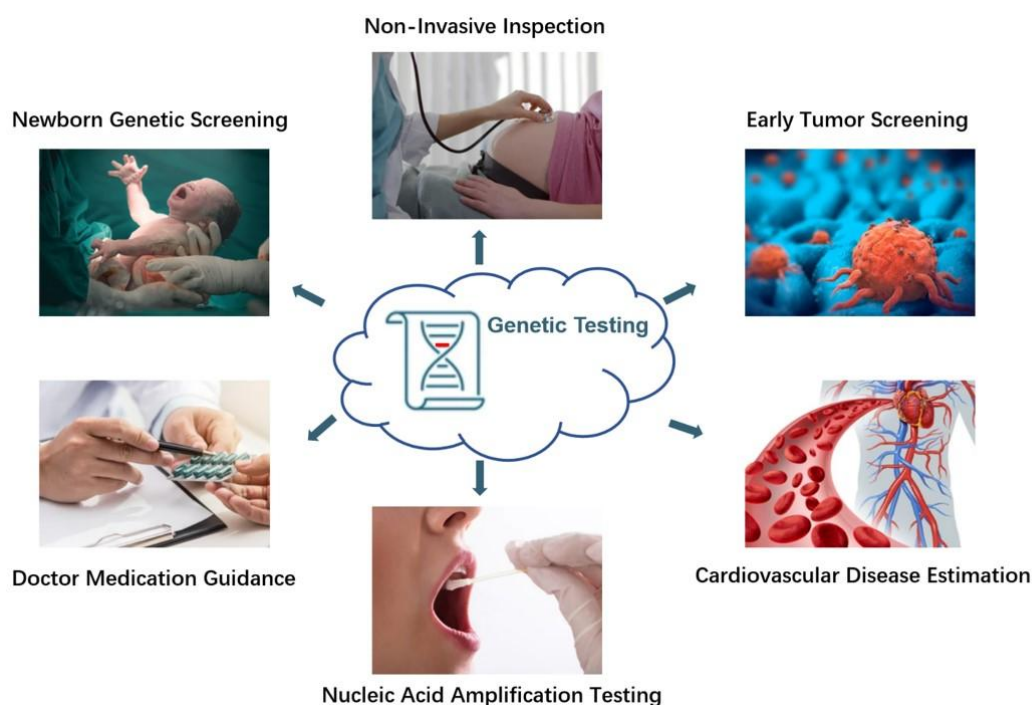 Non-Invasive Inspection
Newborn Genetic Screening
Early Tumor Screening
Genetic Testing
Doctor Medication Guidance
Cardiovascular Disease Estimation
Nucleic Acid Amplification Testing